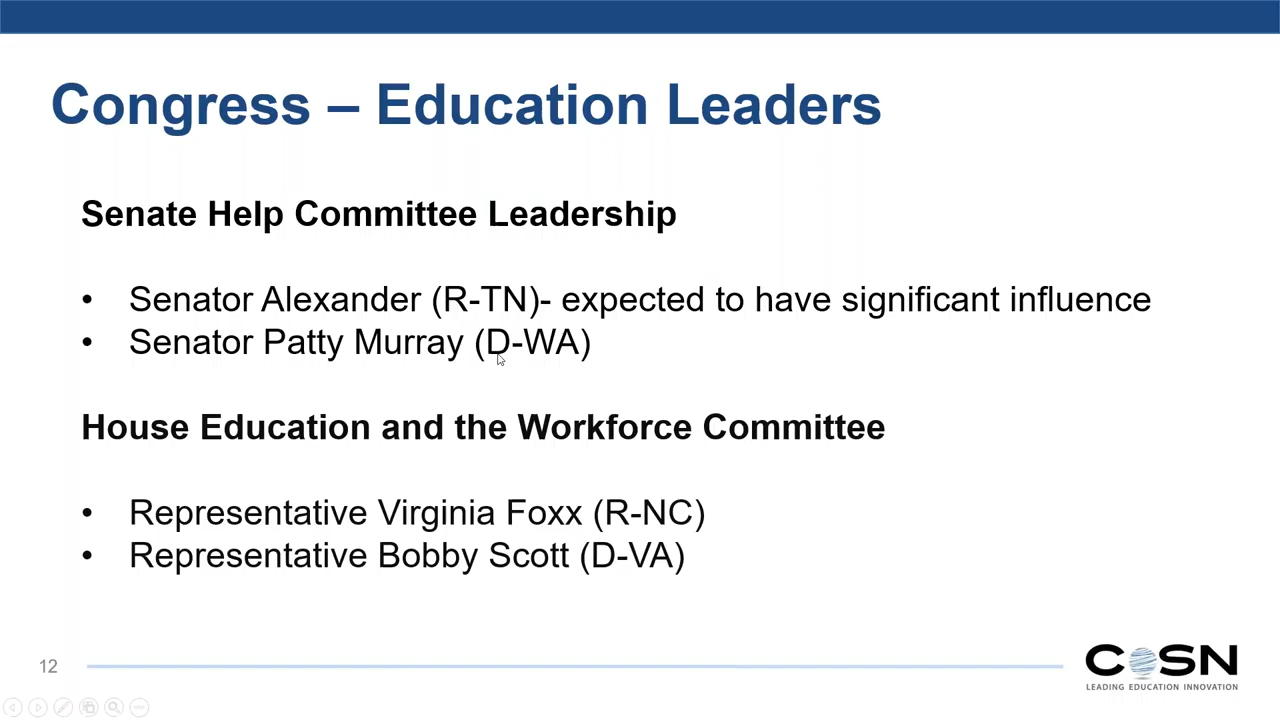 Congress – Education Leaders
Senate Help Committee Leadership
• Senator Alexander (R-TN)- expected to have significant influence
• Senator Patty Murray (D-WA)
House Education and the Workforce Committee
• Representative Virginia Foxx (R-NC)
• Representative Bobby Scott (D-VA)
12
COSN
LEADING EDUCATION INNOVATION